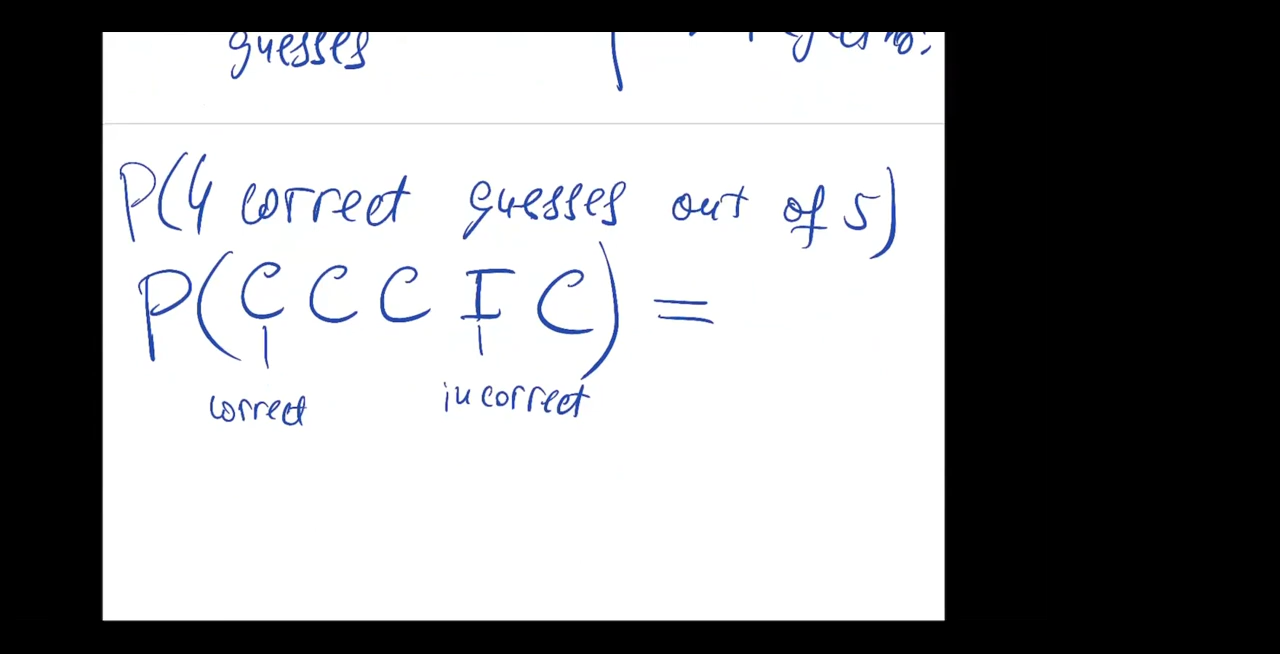 guesses
P(4 correct guesses out of 5)
P(C C C I C) =
correct incorrect